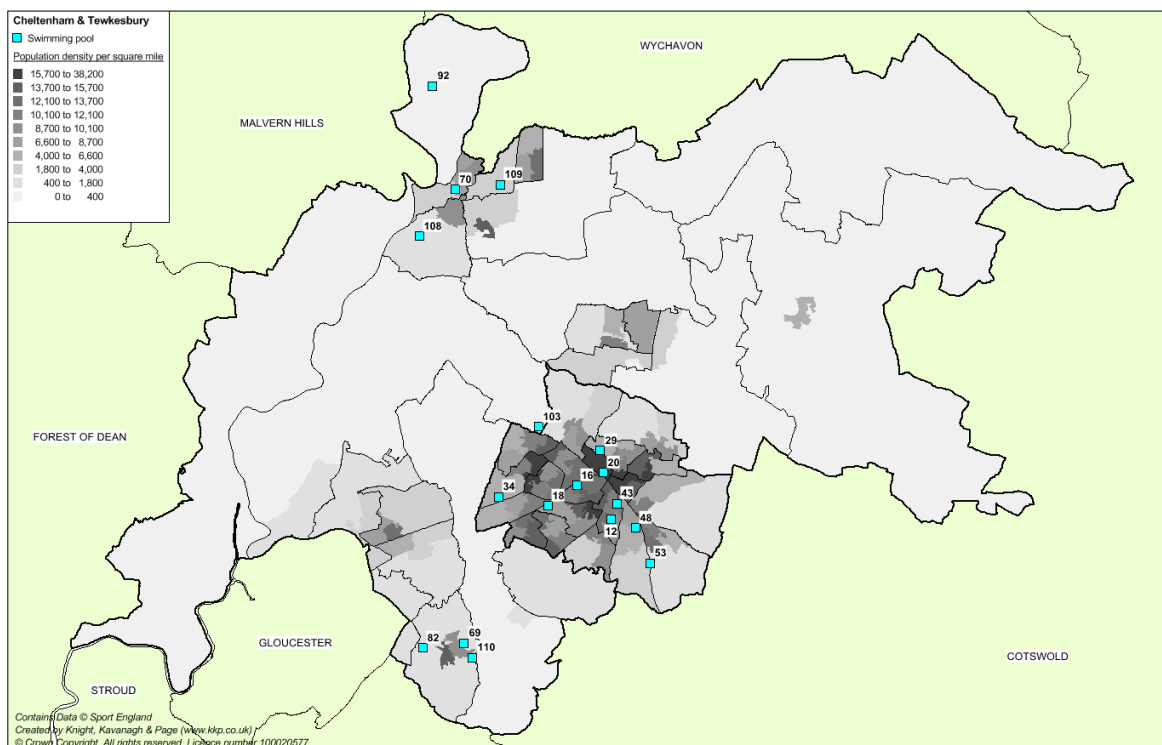 Cheltenham & Tewkesbury
Swimming pool
Population density per square mile
15,700 to 38,200
13,700 to 15,700
12,100 to 13,700
10,100 to 12,100
8,700 to 10,100
6,600 to 8,700
4,000 to 6,600
1,800 to 4,000
400 to 1,800
0 to 400
WYCHAVON
92
MALVERN HILLS
70
109
108
103
FOREST OF DEAN
29
20
16
34
18
43
48
12
53
GLOUCESTER
82
69
110
COTSWOLD
STROUD
Contains Data © Sport England
Created by Knight, Kavanagh & Page (www.kkp.co.uk)
© Crown Copyright. All rights reserved. Licence number 100020577.